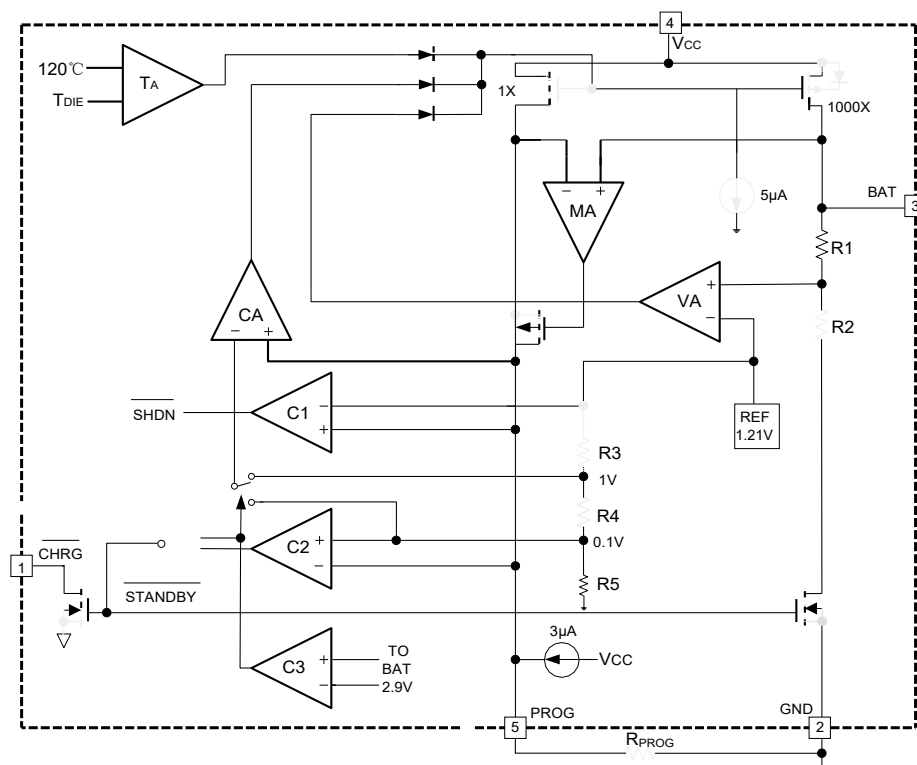 4
VCC
120℃
TA
TDIE
1X
1000X
5μA
BAT
3
− +
MA
R1
VA
+
−
R2
CA
− +
REF
1.21V
SHDN
C1
−
+
R3
1V
R4
0.1V
C2
+
−
R5
CHRG
1
STANDBY
3μA
VCC
C3
+
−
TO
BAT
2.9V
5
PROG
GND
2
RPROG